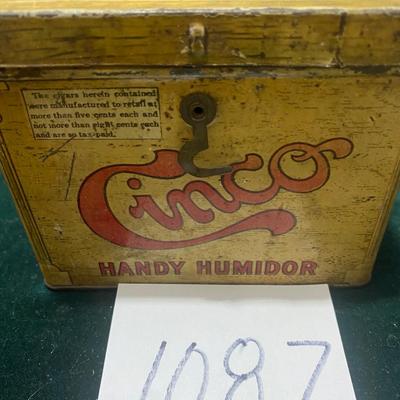 The cigars herein contained
were manufactured to retail at
more than five cents each and
not more than eight cents each
and are so tax-paid.
Cinco
HANDY HUMIDOR
1087